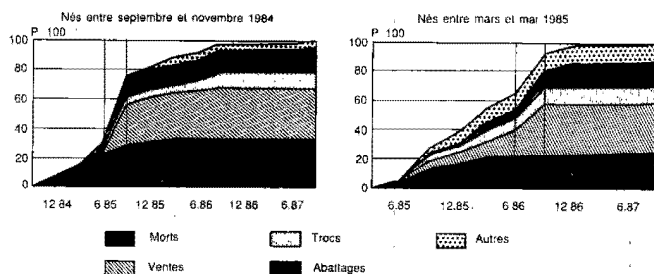 Nés entre septembre et novembre 1984
P 100
100
80
60
40
20
0
12 84
6.85
12 85
6.86
12 86
6.87
Nés entre mars et mai 1985
P 100
100
80
60
40
20
0
6.85
12.85
6 86
12 86
6.87
Morts
Trocs
Autres
Ventes
Abattages